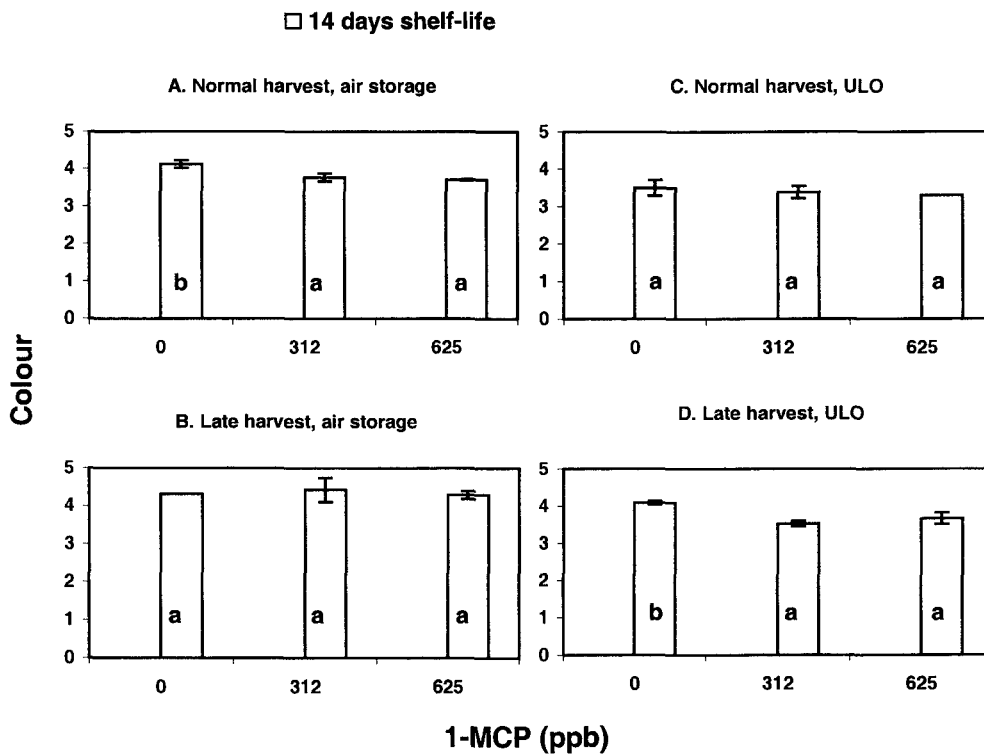 14 days shelf-life
A. Normal harvest, air storage
5
4
3
2
1
0
b
a
a
0
312
625
C. Normal harvest, ULO
5
4
3
2
1
0
a
a
a
0
312
625
Colour
B. Late harvest, air storage
5
4
3
2
1
0
a
a
a
0
312
625
D. Late harvest, ULO
5
4
3
2
1
0
b
a
a
0
312
625
1-MCP (ppb)